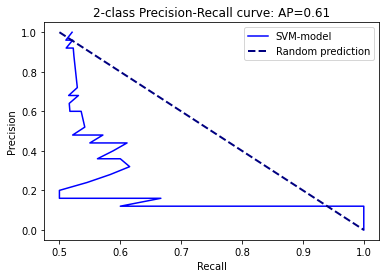 2-class Precision-Recall curve: AP=0.61
SVM-model
Random prediction
Precision
1.0
0.8
0.6
0.4
0.2
0.0
0.5 0.6 0.7 0.8 0.9 1.0
Recall